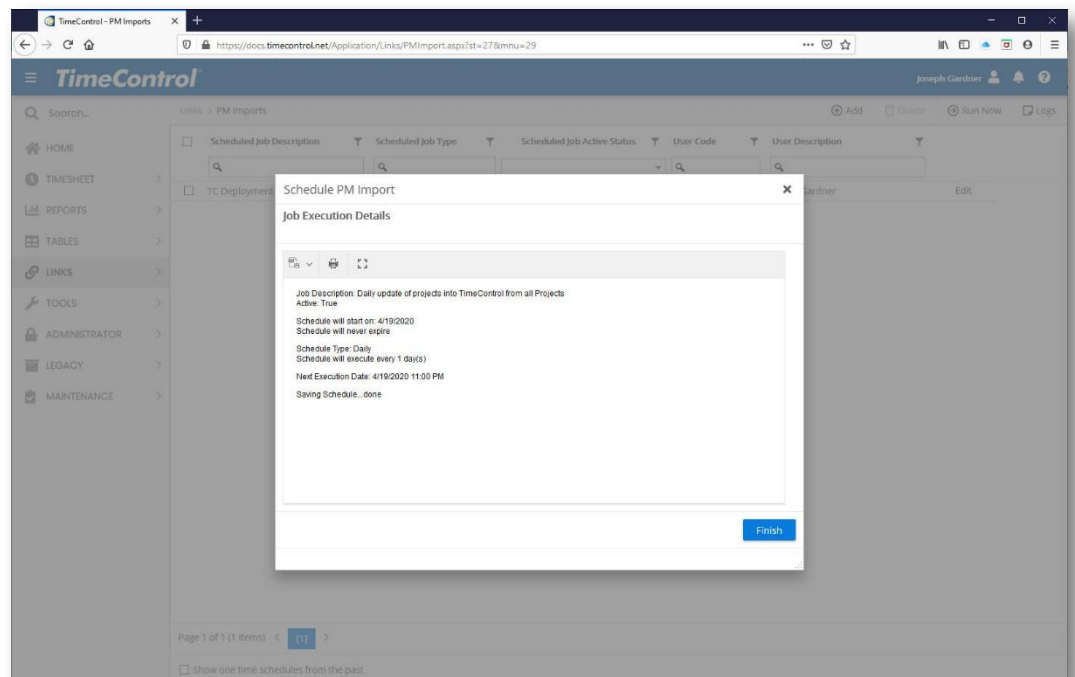 TimeControl - PM Imports
https://docs.timecontrol.net/Application/Links/PMImport.aspx?st=27&mnu=29
TimeControl
Joseph Gardner
Search...
Links > PM Imports
Add
Delete
Run Now
Logs
HOME
TIMESHEET
REPORTS
TABLES
LINKS
TOOLS
ADMINISTRATOR
LEGACY
MAINTENANCE
Scheduled Job Description
Scheduled Job Type
Scheduled Job Active Status
User Code
User Description
TC Deployment
Gardner
Edit
Schedule PM Import
Job Execution Details
Job Description: Daily update of projects into TimeControl from all Projects
Active: True
Schedule will start on: 4/19/2020
Schedule will never expire
Schedule Type: Daily
Schedule will execute every 1 day(s)
Next Execution Date: 4/19/2020 11:00 PM
Saving Schedule...done
Finish
Page 1 of 1 (1 items) < [1] >
Show one time schedules from the past